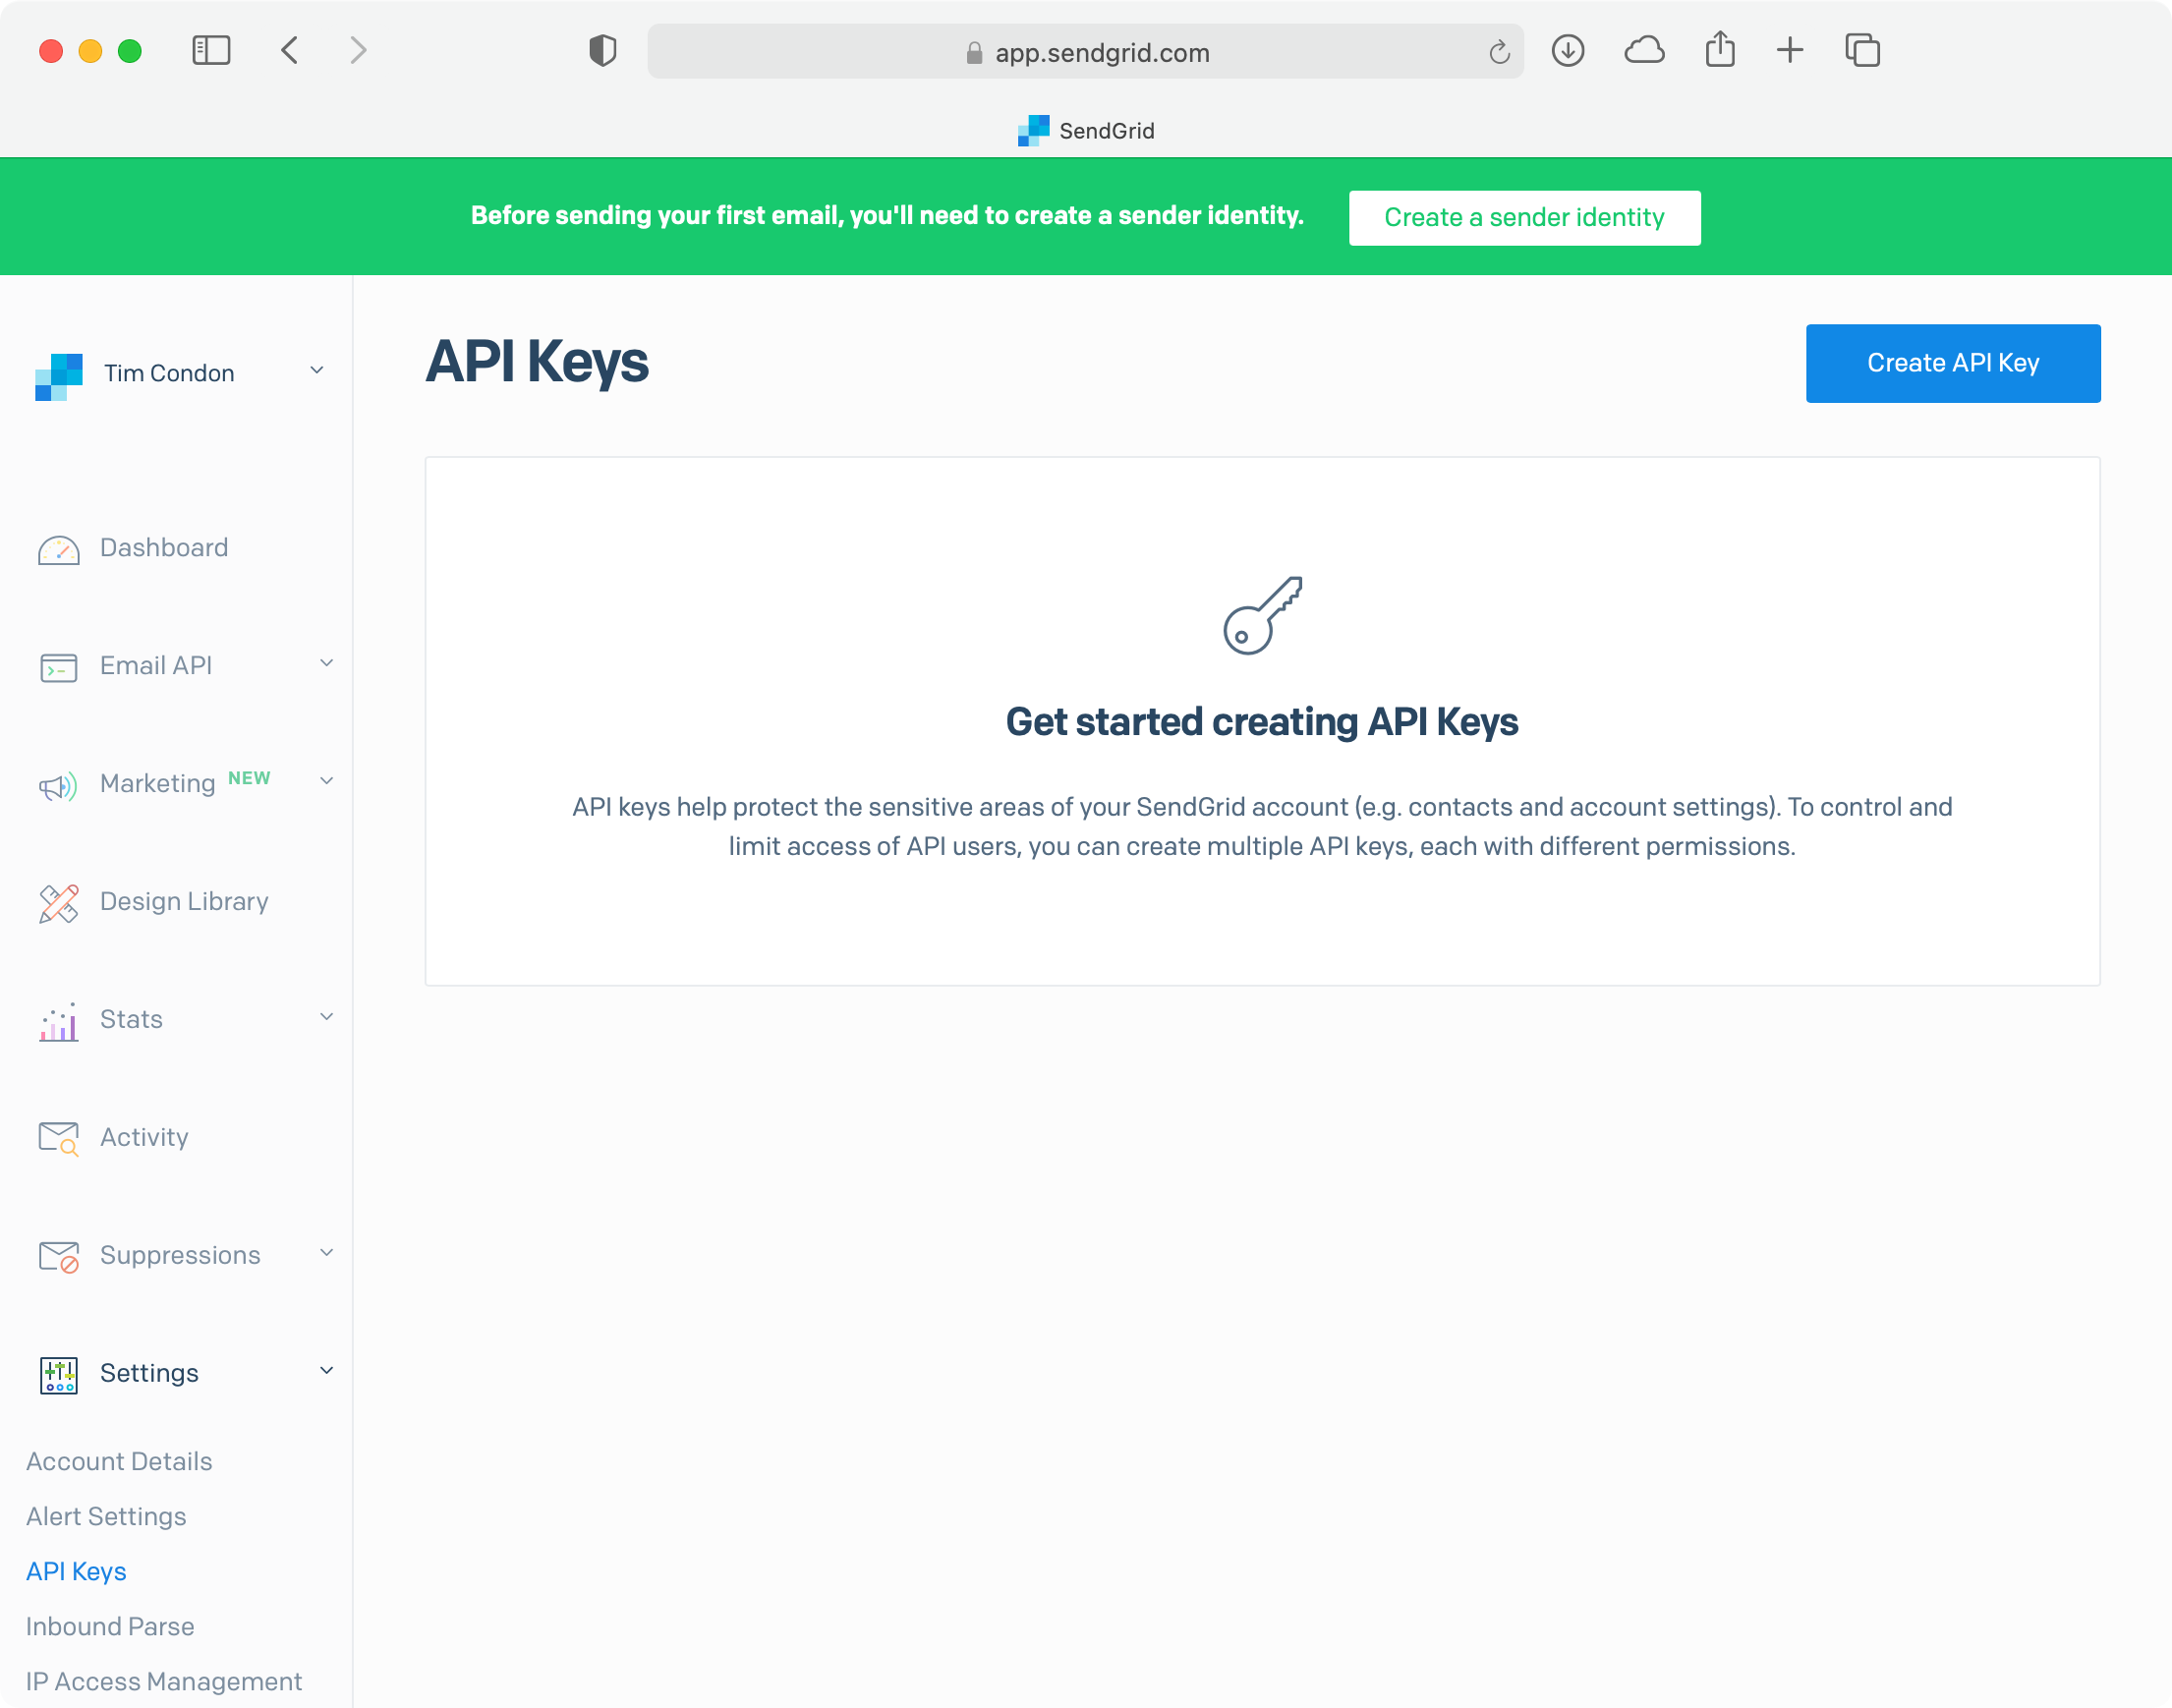 app.sendgrid.com
SendGrid
Before sending your first email, you'll need to create a sender identity.
Create a sender identity
Tim Condon
API Keys
Create API Key
Dashboard
Email API
Marketing NEW
Design Library
Stats
Activity
Suppressions
Settings
Account Details
Alert Settings
API Keys
Inbound Parse
IP Access Management
Get started creating API Keys
API keys help protect the sensitive areas of your SendGrid account (e.g. contacts and account settings). To control and
limit access of API users, you can create multiple API keys, each with different permissions.